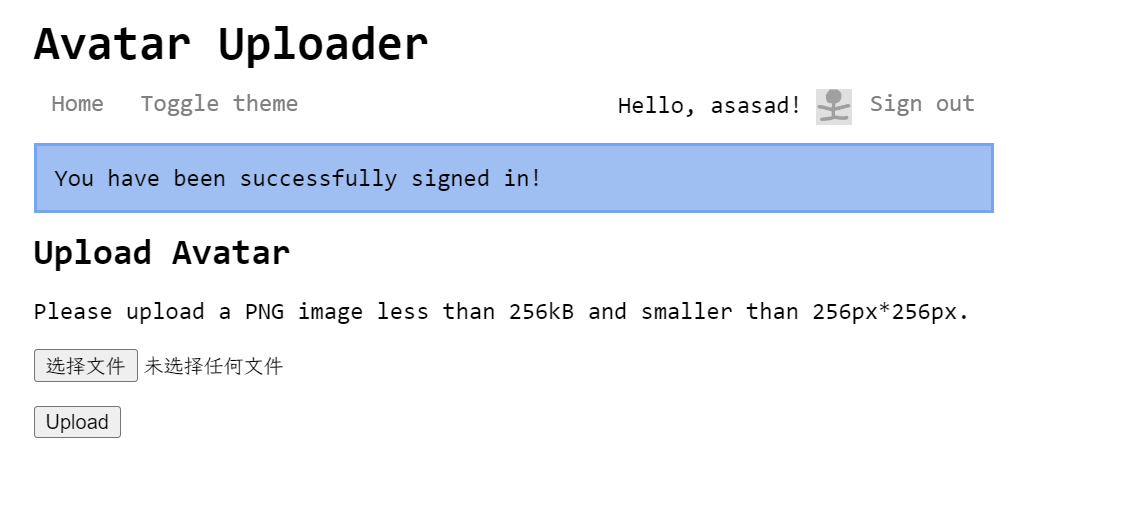 Avatar Uploader
Home Toggle theme Hello, asasad! Sign out
You have been successfully signed in!
Upload Avatar
Please upload a PNG image less than 256kB and smaller than 256px*256px.
选择文件 未选择任何文件
Upload